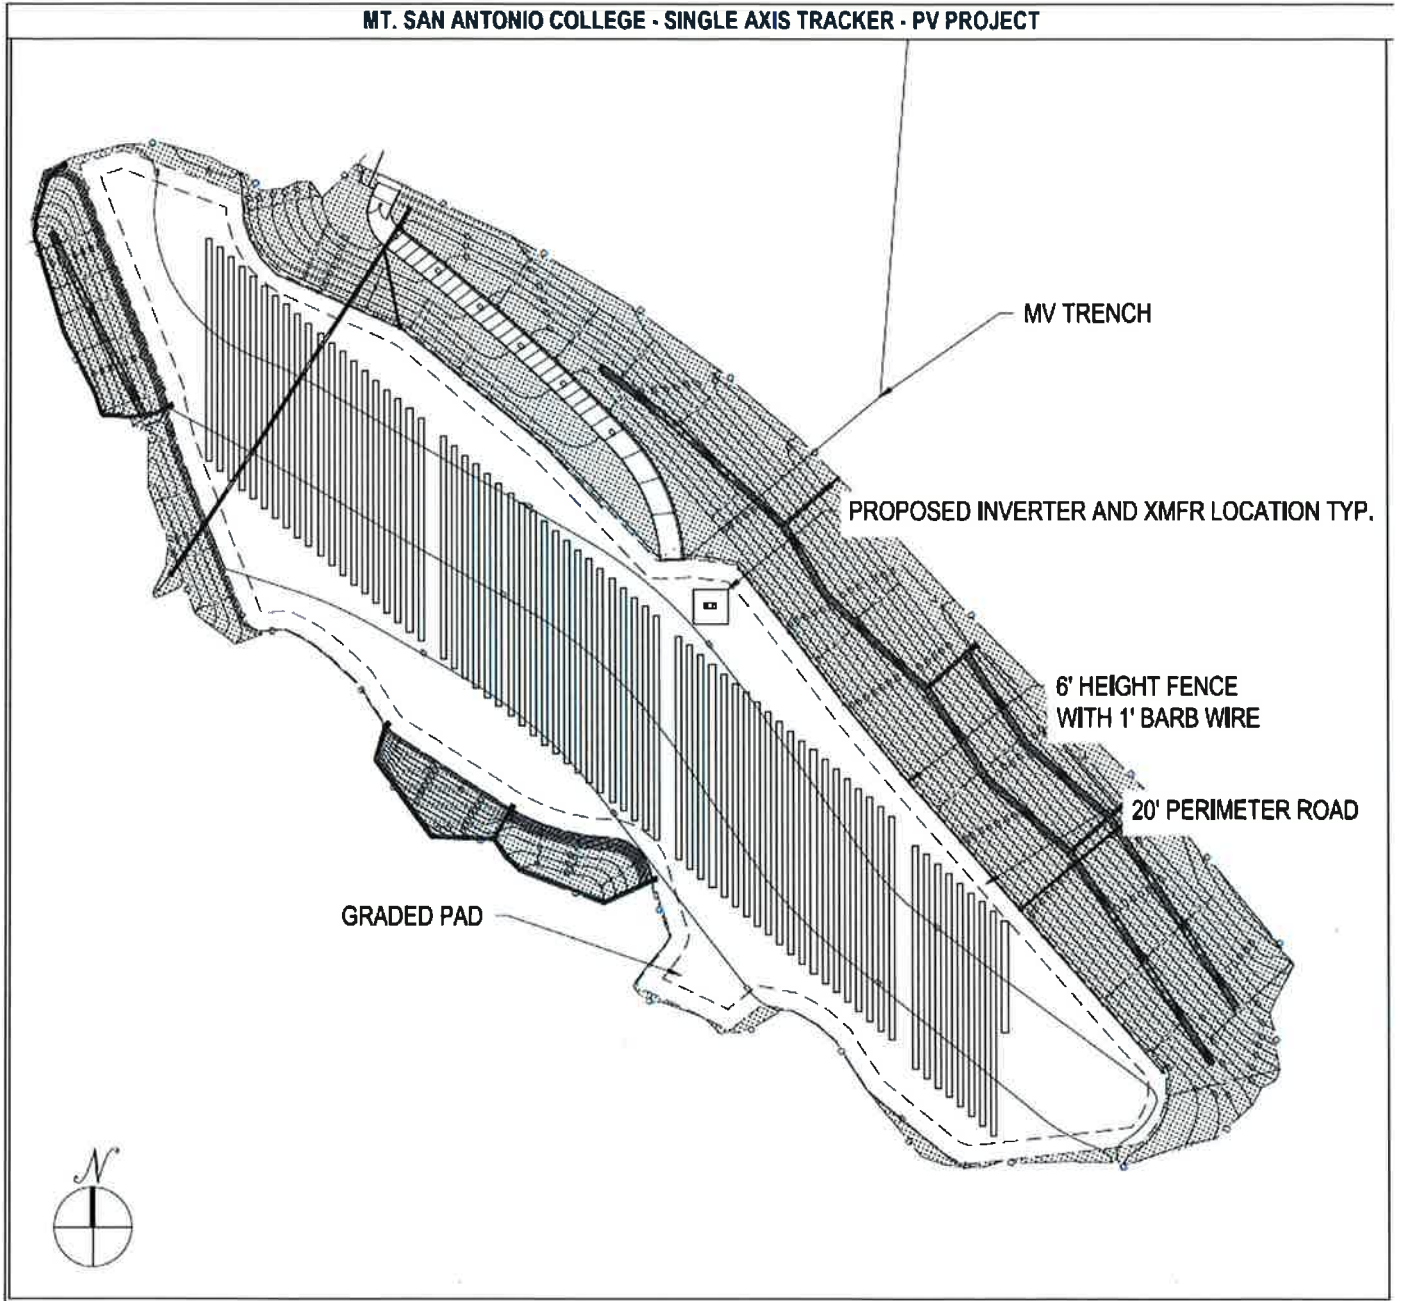 MT. SAN ANTONIO COLLEGE - SINGLE AXIS TRACKER - PV PROJECT
MV TRENCH
PROPOSED INVERTER AND XMFR LOCATION TYP.
6' HEIGHT FENCE
WITH 1' BARB WIRE
20' PERIMETER ROAD
GRADED PAD
N